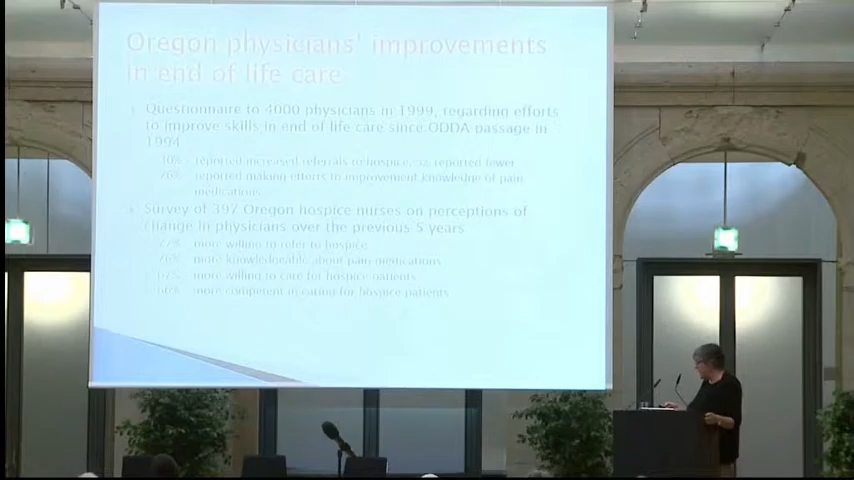 Oregon physicians' improvements
in end of life care
Questionnaire to 4000 physicians in 1999, regarding efforts
to improve skills in end of life care since ODDA passage in
1994
reported increased referrals to hospice, reported fewer
reported making efforts to improvement knowledge of pain
medications
Survey of 397 Oregon hospice nurses on perceptions of
change in physicians over the previous 5 years
more willing to refer to hospice
more knowledgeable about pain medications
more willing to care for hospice patients
more competent in caring for hospice patients